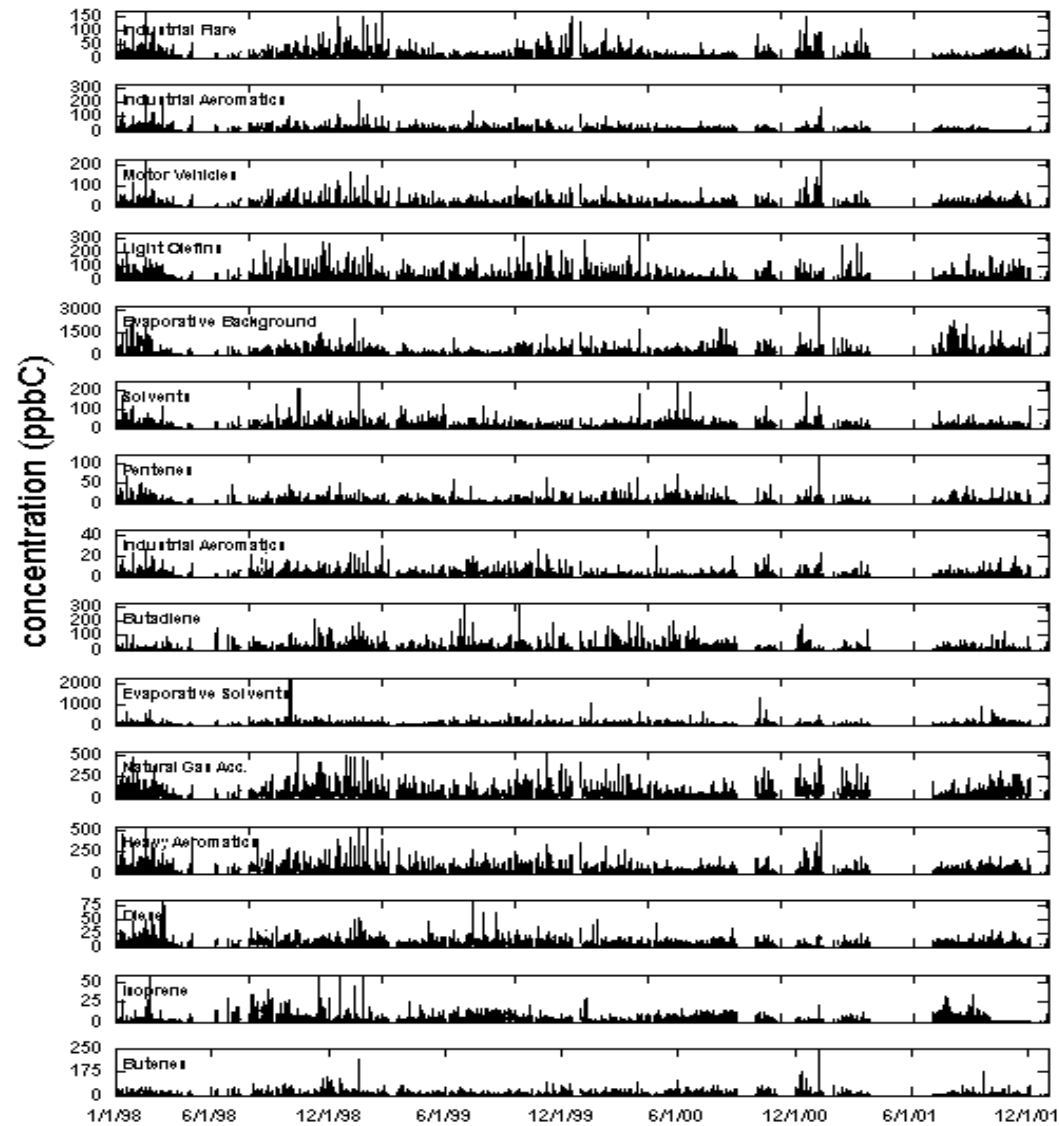 concentration (ppbC)
150
100
50
0
Industrial Flare
300
200
100
0
Industrial Aeromatics
200
100
0
Motor Vehicles
300
200
100
0
Light Olefins
3000
1500
0
Evaporative Background
200
100
0
Solvents
100
50
0
Pentenes
40
20
0
Industrial Aeromatics
300
200
100
0
Butadiene
2000
1000
0
Evaporative Solvents
500
250
0
Natural Gas Acc.
500
250
0
Heavy Aeromatics
75
50
25
0
Diesel
50
25
0
Isoprene
250
175
0
Butenes
1/1/98 6/1/98 12/1/98 6/1/99 12/1/99 6/1/00 12/1/00 6/1/01 12/1/01